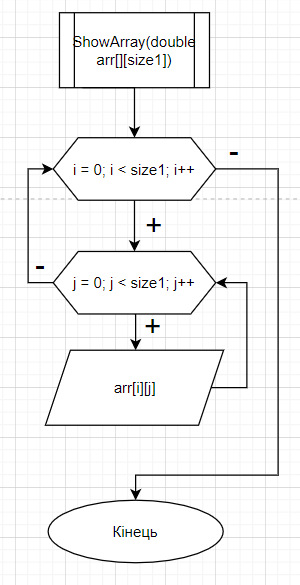 ShowArray(double
arr[][size1])
i = 0; i < size1; i++
-
+
j = 0; j < size1; j++
-
+
arr[i][j]
Кінець